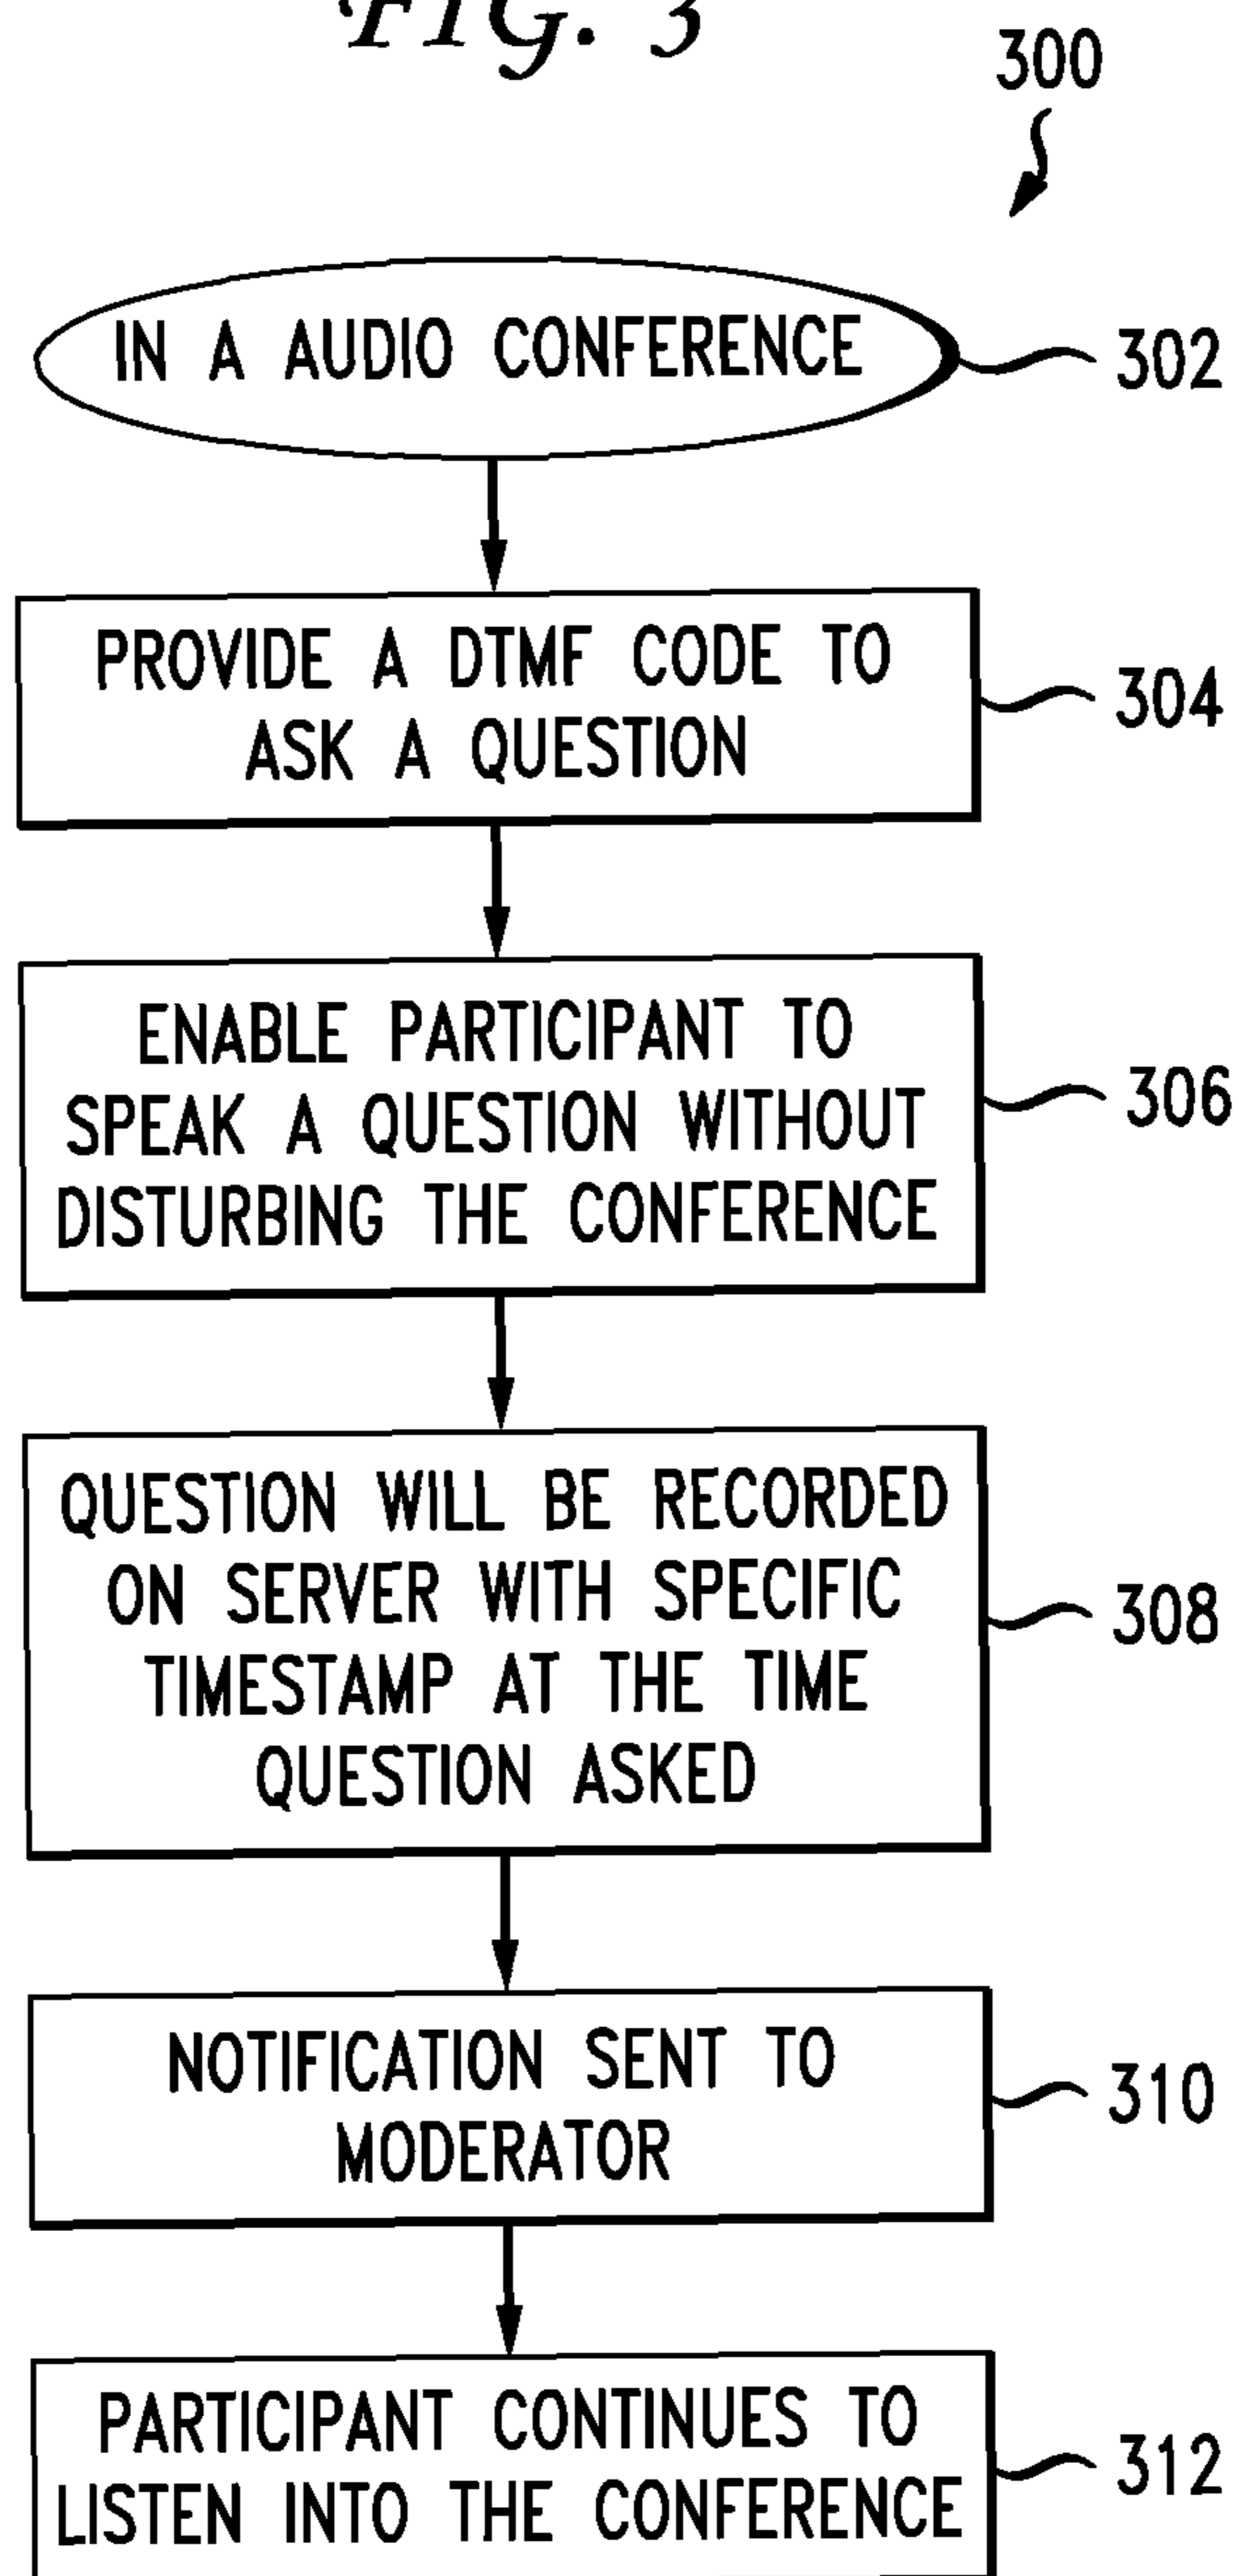 FIG. 3
300
IN A AUDIO CONFERENCE
302
PROVIDE A DTMF CODE TO
ASK A QUESTION
304
ENABLE PARTICIPANT TO
SPEAK A QUESTION WITHOUT
DISTURBING THE CONFERENCE
306
QUESTION WILL BE RECORDED
ON SERVER WITH SPECIFIC
TIMESTAMP AT THE TIME
QUESTION ASKED
308
NOTIFICATION SENT TO
MODERATOR
310
PARTICIPANT CONTINUES TO
LISTEN INTO THE CONFERENCE
312